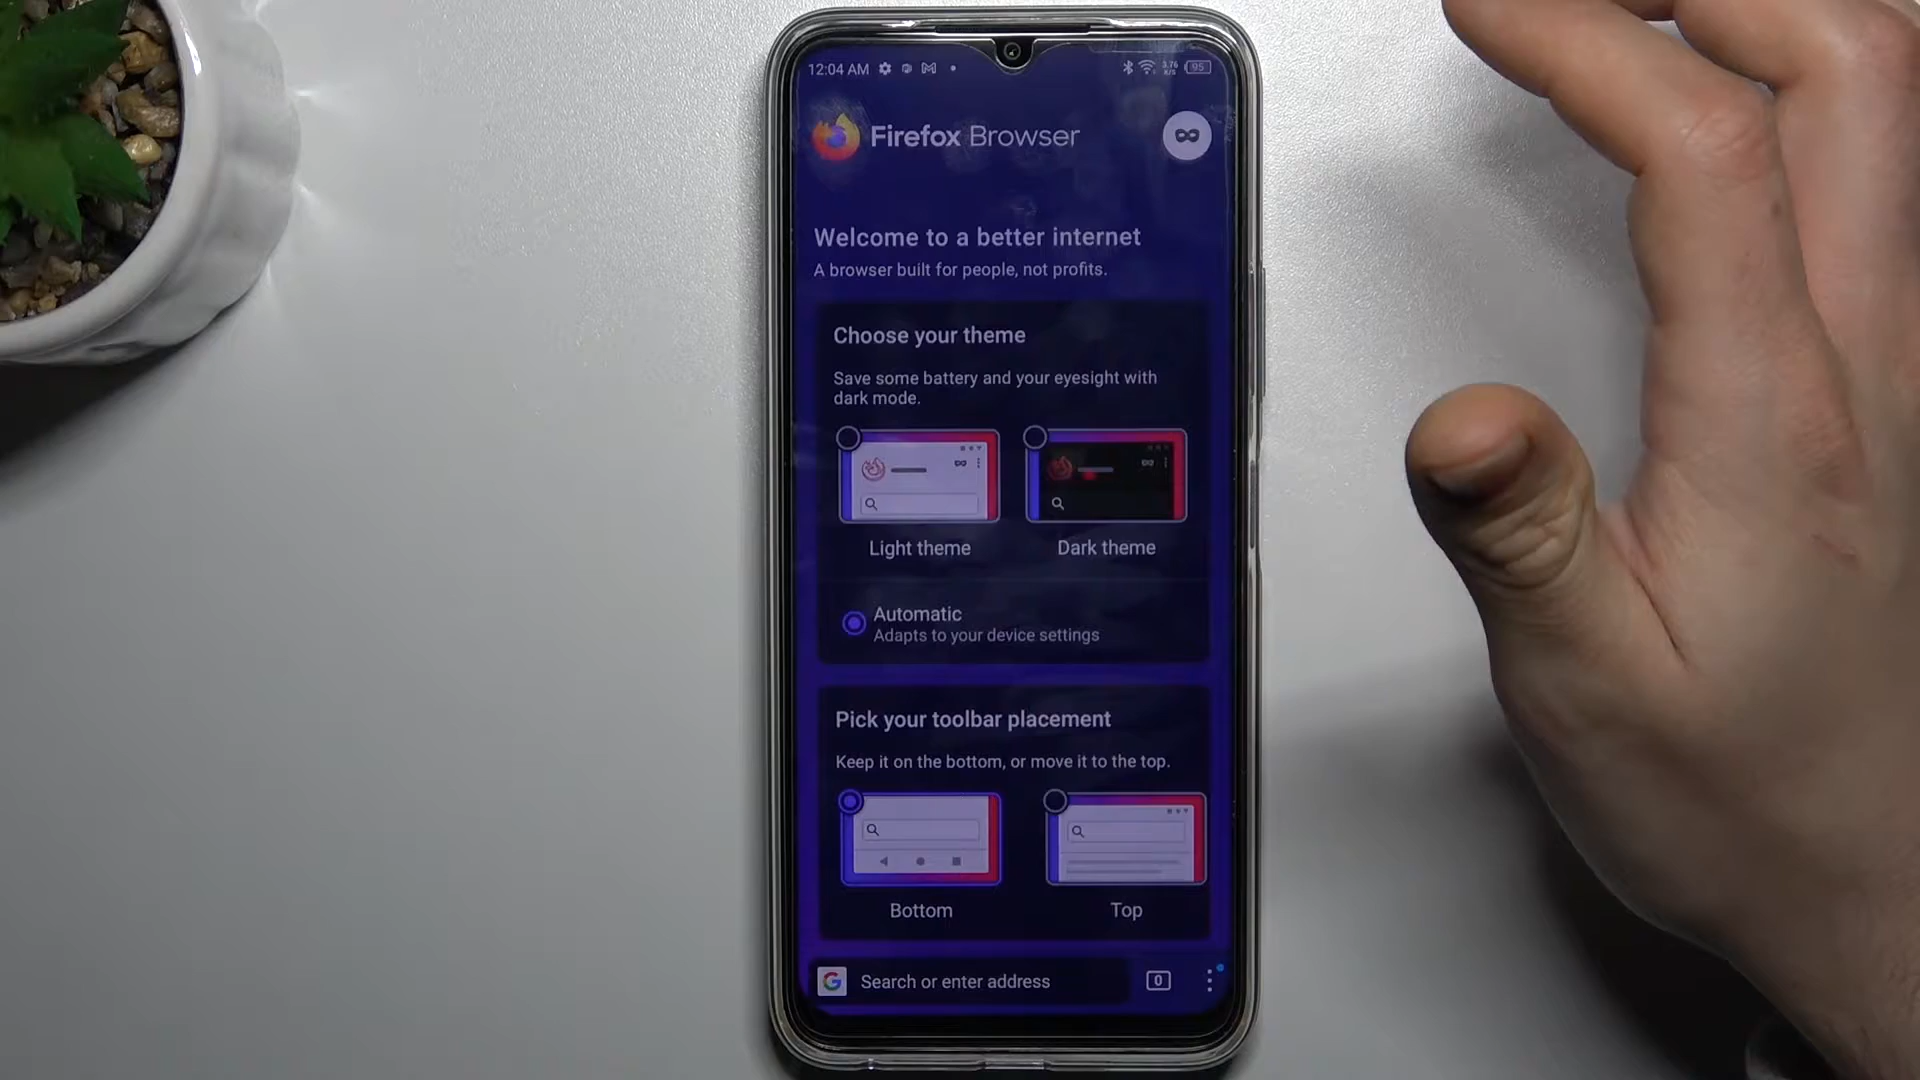 12:04 AM
3.76
K/S
95
Firefox Browser
Welcome to a better internet
A browser built for people, not profits.
Choose your theme
Save some battery and your eyesight with
dark mode.
Light theme
Dark theme
Automatic
Adapts to your device settings
Pick your toolbar placement
Keep it on the bottom, or move it to the top.
Bottom
Top
G
Search or enter address
0